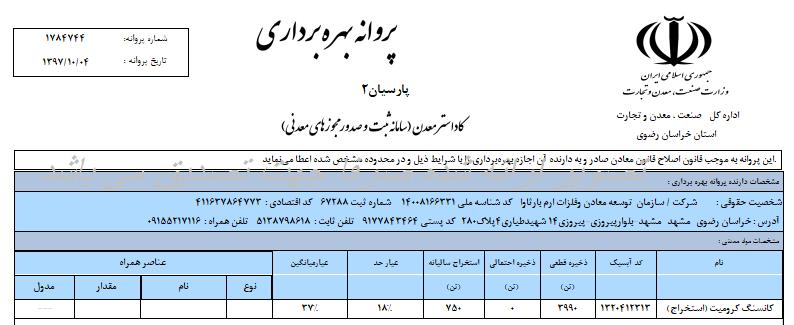 جمهوری اسلامی ایران
وزارت صنعت، معدن و تجارت
اداره کل صنعت، معدن و تجارت
استان خراسان رضوی
پروانه بهره برداری
پارسیان۲
کاداستر معدن (سامانه ثبت و صدور مجوزهای معدنی)
شماره پروانه: ۱۷۸۴۷۴۴
تاریخ پروانه : ۱۳۹۷/۱۰/۰۴
این پروانه به موجب قانون اصلاح قانون معادن صادر و به دارنده آن اجازه بهره‌برداری را با شرایط ذیل و در محدوده مشخص شده اعطا می‌نماید.
مشخصات دارنده پروانه بهره برداری :
شخصیت حقوقی : شرکت / سازمان توسعه معادن وفلزات ارم یارثاوا کد شناسه ملی ۱۴۰۰۸۱۶۶۳۳۱ شماره ثبت ۶۷۲۸۸ کد اقتصادی : ۴۱۱۶۳۷۸۶۴۷۷۳
آدرس : خراسان رضوی مشهد مشهد- بلوارپیروزی- پیروزی۱۴ شهیدطیاری۴ پلاک۲۸۰ کد پستی ۹۱۷۷۸۴۳۴۶۴ تلفن ثابت : ۵۱۳۸۷۹۸۶۱۸ تلفن همراه : ۰۹۱۵۵۲۱۷۱۱۶
مشخصات مواد معدنی :
نام کد آیسیک ذخیره قطعی (تن) ذخیره احتمالی (تن) استخراج سالیانه (تن) عیار حد عیارمیانگین عناصر همراه
نوع نام مقدار مدول
کانسنگ کرومیت (استخراج) ۱۳۲۰۴۱۲۳۱۳ ۳۹۹۰ ۰ ۷۵۰ ۱۸٪ ۳۷٪ ----